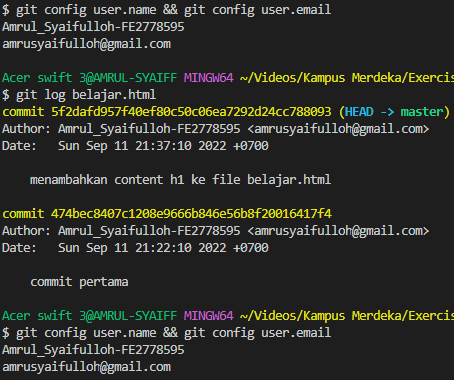 $ git config user.name && git config user.email
Amrul_Syaifulloh-FE2778595
amrusyaifulloh@gmail.com
Acer swift 3@AMRUL-SYAIFF MINGW64 ~/Videos/Kampus Merdeka/Exercis
$ git log belajar.html
commit 5f2dafd957f40ef80c50c06ea7292d24cc788093 (HEAD -> master)
Author: Amrul_Syaifulloh-FE2778595 <amrusyaifulloh@gmail.com>
Date:   Sun Sep 11 21:37:10 2022 +0700
menambahkan content h1 ke file belajar.html
commit 474bec8407c1208e9666b846e56b8f20016417f4
Author: Amrul_Syaifulloh-FE2778595 <amrusyaifulloh@gmail.com>
Date:   Sun Sep 11 21:22:10 2022 +0700
commit pertama
Acer swift 3@AMRUL-SYAIFF MINGW64 ~/Videos/Kampus Merdeka/Exercis
$ git config user.name && git config user.email
Amrul_Syaifulloh-FE2778595
amrusyaifulloh@gmail.com